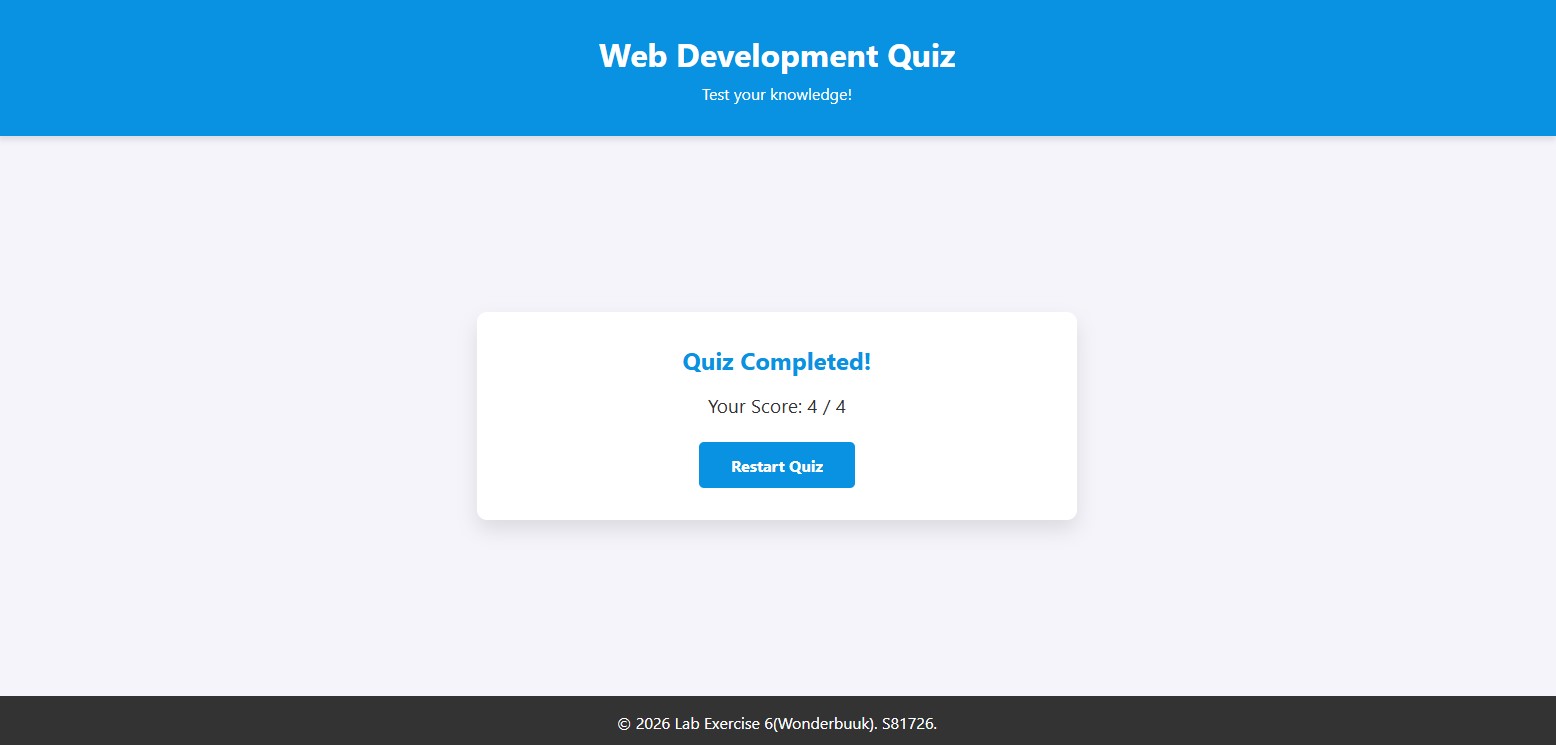 Web Development Quiz
Test your knowledge!
Quiz Completed!
Your Score: 4 / 4
Restart Quiz
© 2026 Lab Exercise 6(Wonderbuuk). S81726.